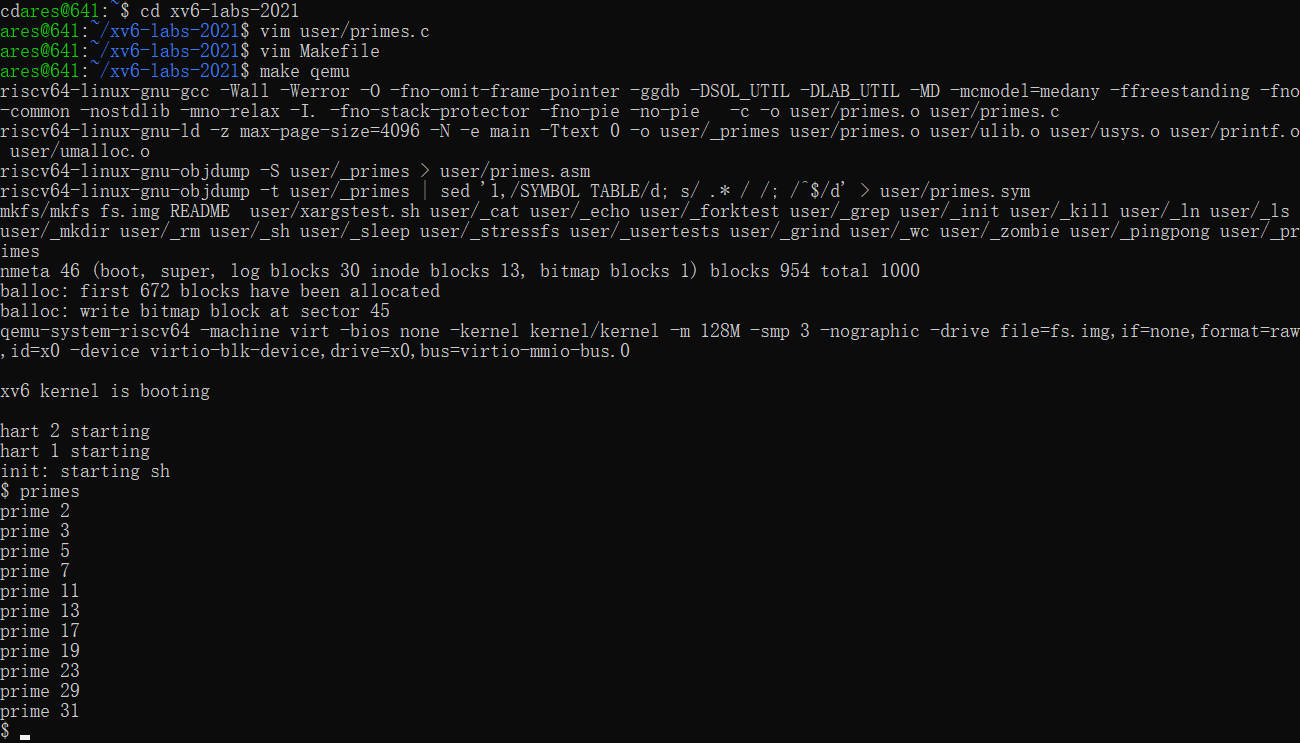 cdares@641:~$ cd xv6-labs-2021
ares@641:~/xv6-labs-2021$ vim user/primes.c
ares@641:~/xv6-labs-2021$ vim Makefile
ares@641:~/xv6-labs-2021$ make qemu
riscv64-linux-gnu-gcc -Wall -Werror -O -fno-omit-frame-pointer -ggdb -DSOL_UTIL -DLAB_UTIL -MD -mcmodel=medany -ffreestanding -fno
-common -nostdlib -mno-relax -I. -fno-stack-protector -fno-pie -no-pie   -c -o user/primes.o user/primes.c
riscv64-linux-gnu-ld -z max-page-size=4096 -N -e main -Ttext 0 -o user/_primes user/primes.o user/ulib.o user/usys.o user/printf.o
 user/umalloc.o
riscv64-linux-gnu-objdump -S user/_primes > user/primes.asm
riscv64-linux-gnu-objdump -t user/_primes | sed '1,/SYMBOL TABLE/d; s/ .* / /; /^$/d' > user/primes.sym
mkfs/mkfs fs.img README  user/xargstest.sh user/_cat user/_echo user/_forktest user/_grep user/_init user/_kill user/_ln user/_ls
user/_mkdir user/_rm user/_sh user/_sleep user/_stressfs user/_usertests user/_grind user/_wc user/_zombie user/_pingpong user/_pr
imes
nmeta 46 (boot, super, log blocks 30 inode blocks 13, bitmap blocks 1) blocks 954 total 1000
balloc: first 672 blocks have been allocated
balloc: write bitmap block at sector 45
qemu-system-riscv64 -machine virt -bios none -kernel kernel/kernel -m 128M -smp 3 -nographic -drive file=fs.img,if=none,format=raw
,id=x0 -device virtio-blk-device,drive=x0,bus=virtio-mmio-bus.0

xv6 kernel is booting

hart 2 starting
hart 1 starting
init: starting sh
$ primes
prime 2
prime 3
prime 5
prime 7
prime 11
prime 13
prime 17
prime 19
prime 23
prime 29
prime 31
$